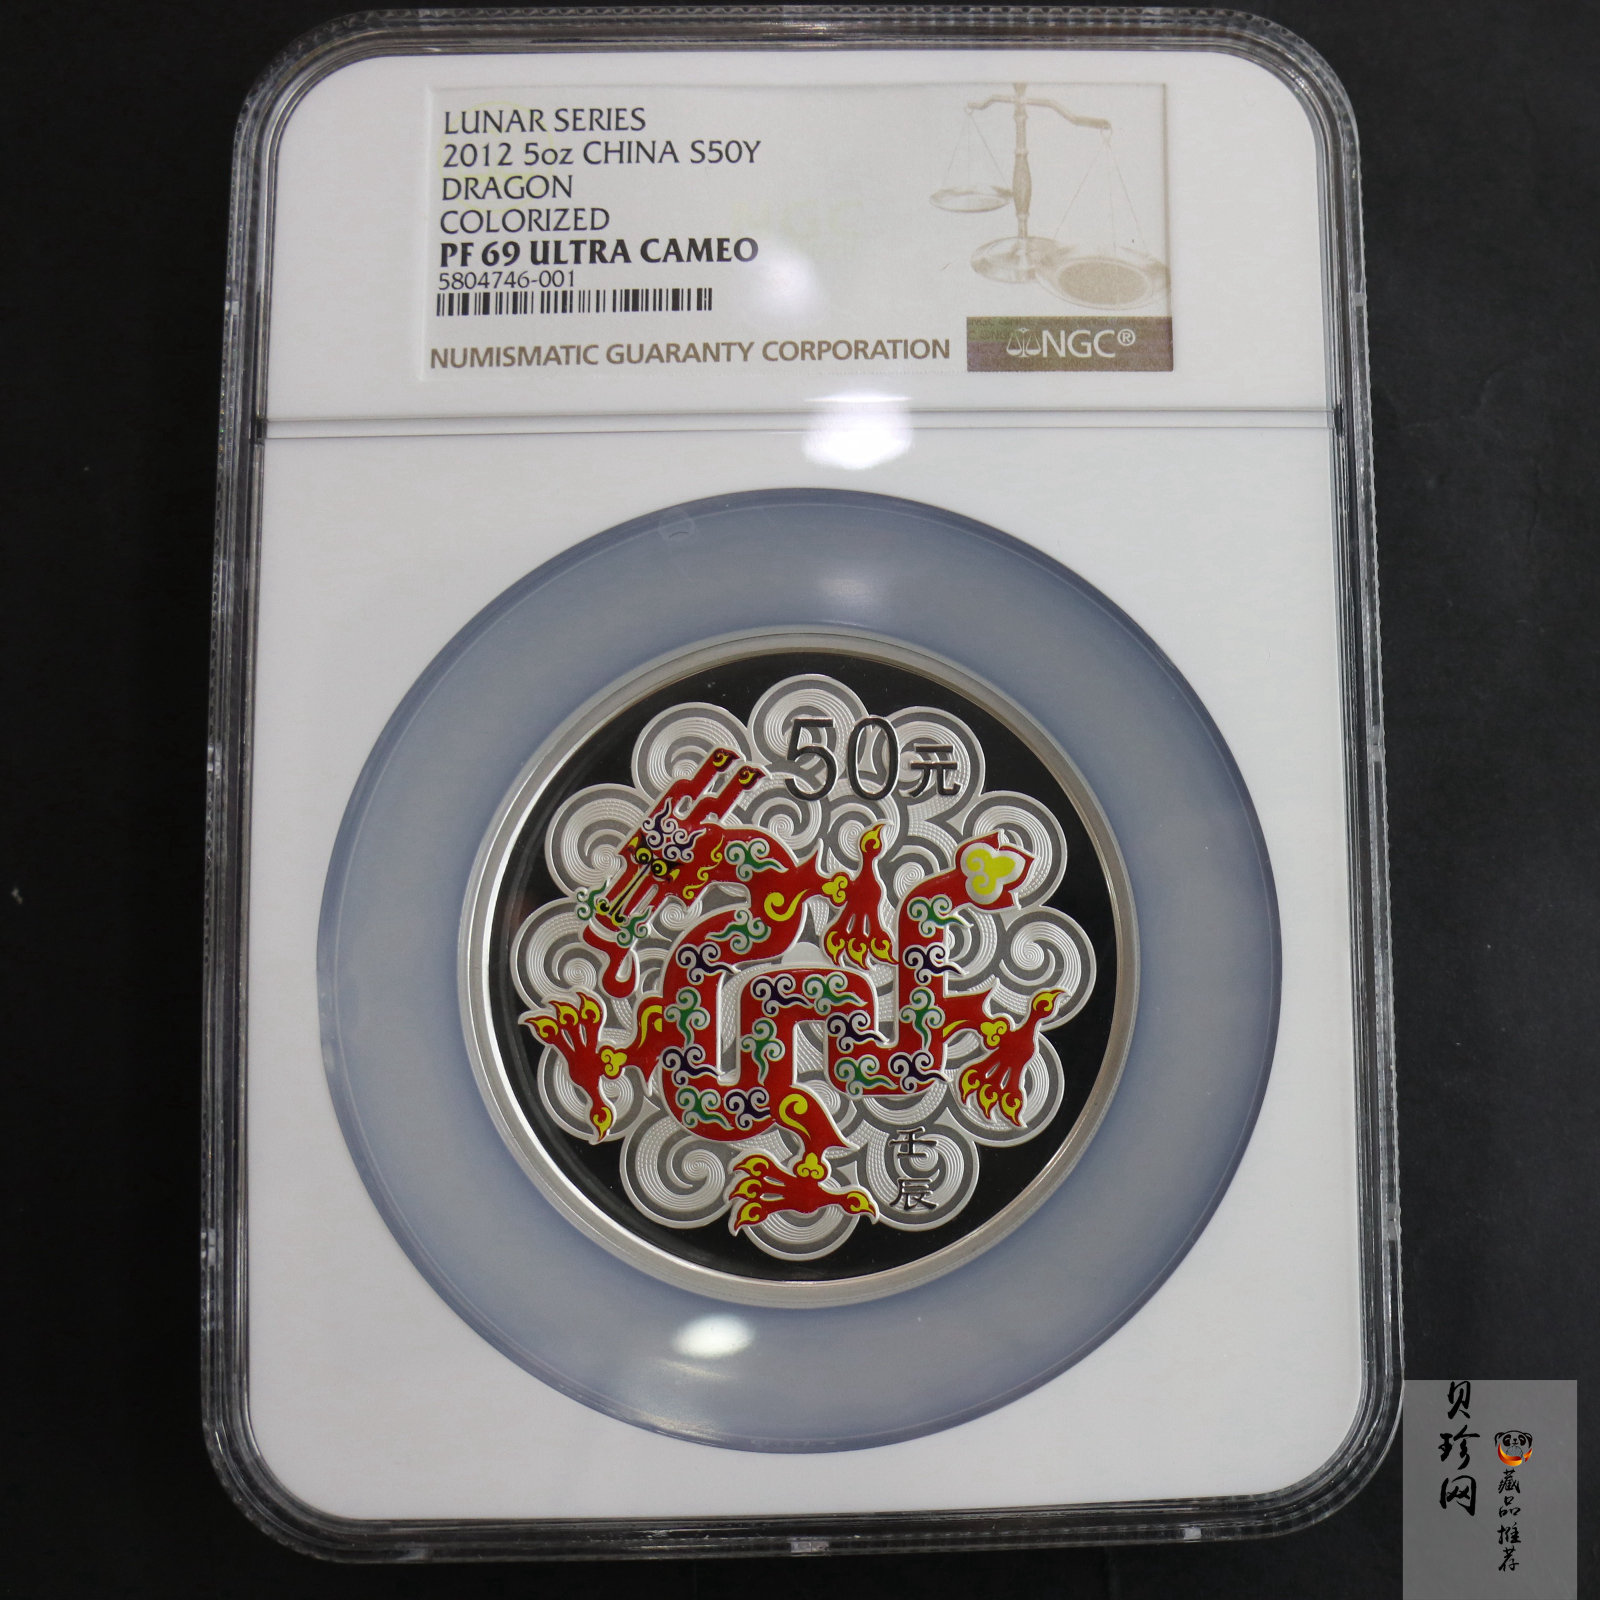 LUNAR SERIES
2012 5oz CHINA S50Y
DRAGON
COLORIZED
PF 69 ULTRA CAMEO
5804746-001
NUMISMATIC GUARANTY CORPORATION
NGC®
50元
壬辰
贝珍网
藏品推荐